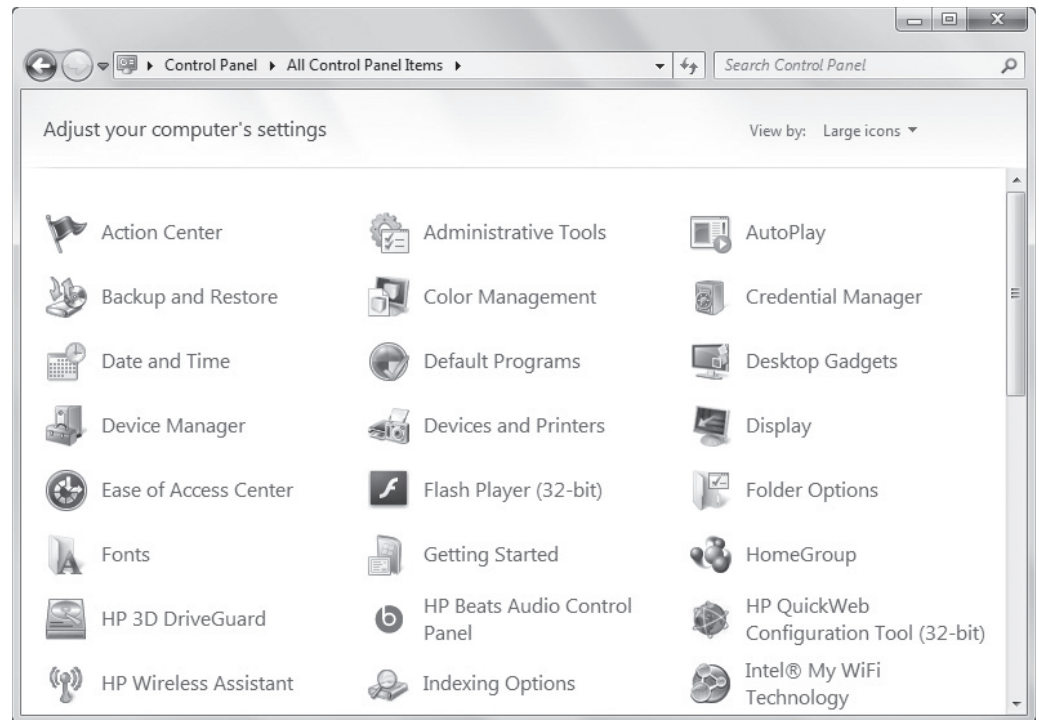 Control Panel ▸ All Control Panel Items ▸
Search Control Panel
Adjust your computer's settings
View by: Large icons
Action Center
Administrative Tools
AutoPlay
Backup and Restore
Color Management
Credential Manager
Date and Time
Default Programs
Desktop Gadgets
Device Manager
Devices and Printers
Display
Ease of Access Center
Flash Player (32-bit)
Folder Options
Fonts
Getting Started
HomeGroup
HP 3D DriveGuard
HP Beats Audio Control
Panel
HP QuickWeb
Configuration Tool (32-bit)
HP Wireless Assistant
Indexing Options
Intel® My WiFi
Technology